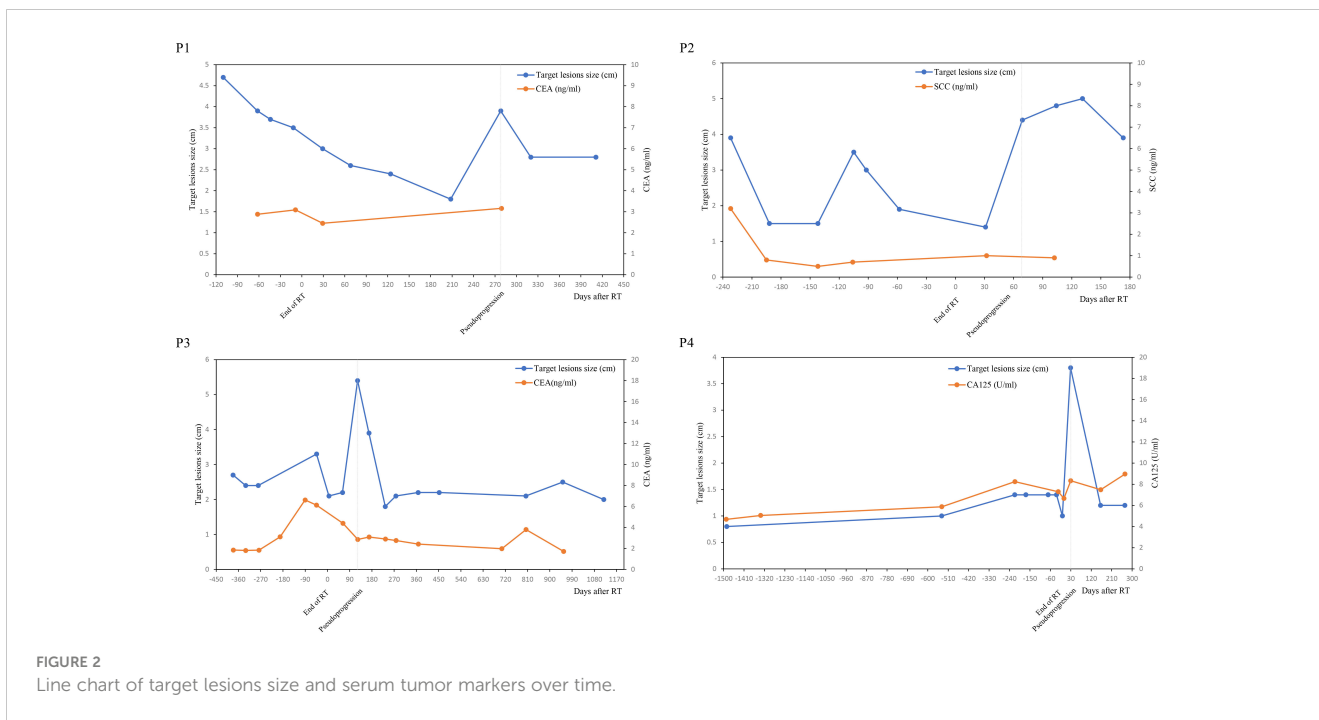 P1
Target lesions size (cm)
CEA (ng/ml)
5
4.5
4
3.5
3
2.5
2
1.5
1
0.5
0
10
9
8
7
6
5
4
3
2
1
0
Target lesions size (cm)
CEA (ng/ml)
-120 -90 -60 -30 0 30 60 90 120 150 180 210 240 270 300 330 360 390 420 450
End of RT
Pseudoprogression
Days after RT
P2
Target lesions size (cm)
SCC (ng/ml)
6
5
4
3
2
1
0
10
9
8
7
6
5
4
3
2
1
0
Target lesions size (cm)
SCC (ng/ml)
-240 -210 -180 -150 -120 -90 -60 -30 0 30 60 90 120 150 180
End of RT
Pseudoprogression
Days after RT
P3
Target lesions size (cm)
CEA(ng/ml)
6
5
4
3
2
1
0
20
18
16
14
12
10
8
6
4
2
0
Target lesions size (cm)
CEA (ng/ml)
-450 -360 -270 -180 -90 0 90 180 270 360 450 540 630 720 810 900 990 1080 1170
End of RT
Pseudoprogression
Days after RT
P4
Target lesions size (cm)
CA125 (U/ml)
4
3.5
3
2.5
2
1.5
1
0.5
0
20
18
16
14
12
10
8
6
4
2
0
Target lesions size (cm)
CA125 (U/ml)
-1500 -1410 -1320 -1230 -1140 -1050 -960 -870 -780 -690 -600 -510 -420 -330 -240 -150 -60 30 120 210 300
End of RT
Pseudoprogression
Days after RT
FIGURE 2
Line chart of target lesions size and serum tumor markers over time.